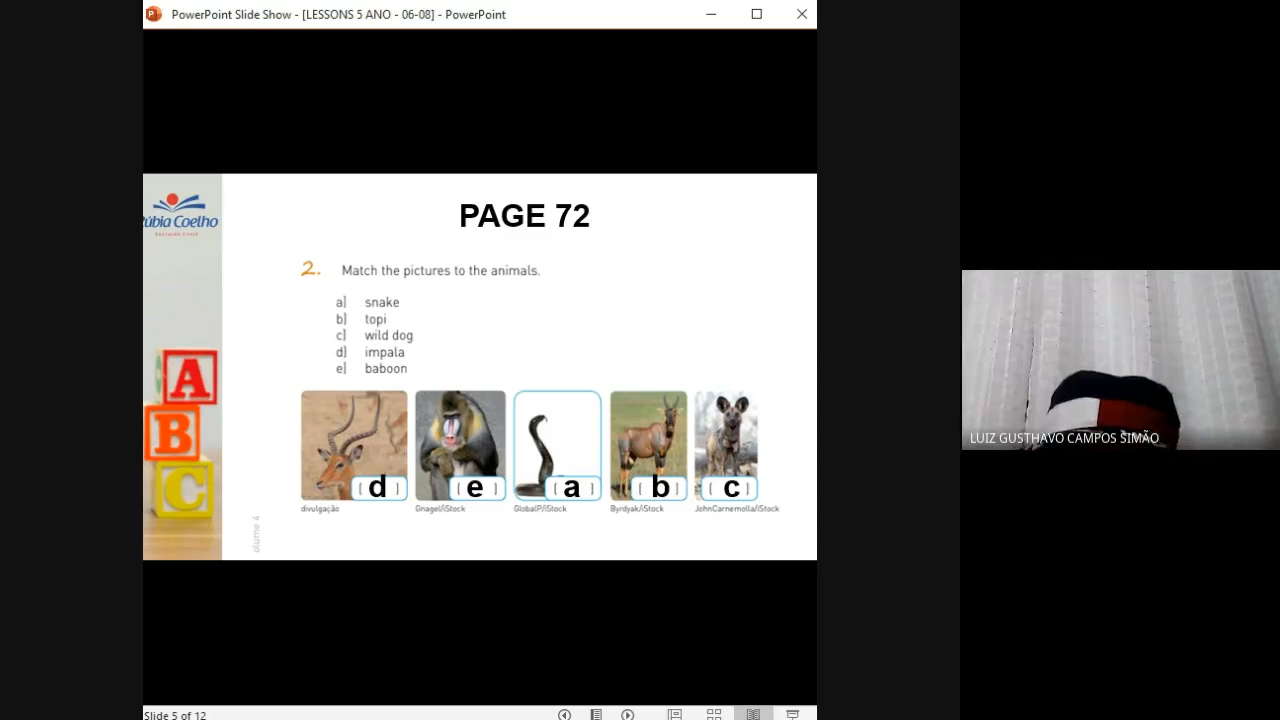 PowerPoint Slide Show - [LESSONS 5 ANO - 06-08] - PowerPoint
Rúbia Coelho
PAGE 72
2. Match the pictures to the animals.
a) snake
b) topi
c) wild dog
d) impala
e) baboon
A
B
C
( d ) ( e ) ( a ) ( b ) ( c )
divulgação Gnagel/iStock GlobalP/iStock Byrdyak/iStock JohnCarnemolla/iStock
olume 4
LUIZ GUSTHAVO CAMPOS SIMÃO
Slide 5 of 12